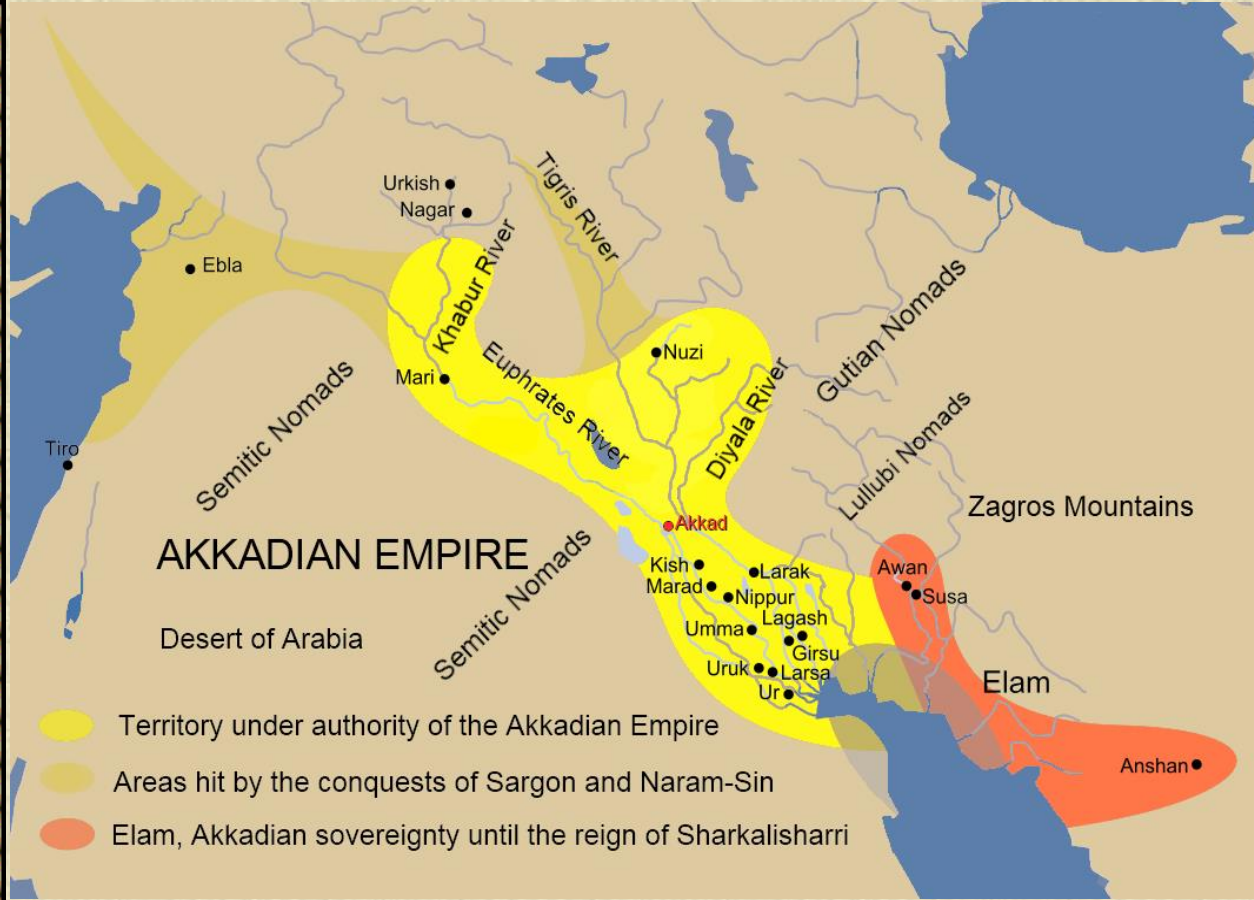 Tigris River
Urkish
Nagar
Khabur River
Ebla
Gutian Nomads
Euphrates River
Nuzi
Mari
Diyala River
Semitic Nomads
Lullubi Nomads
Tiro
Zagros Mountains
Akkad
AKKADIAN EMPIRE
Semitic Nomads
Kish
Larak
Awan
Marad
Nippur
Susa
Lagash
Umma
Desert of Arabia
Girsu
Uruk
Larsa
Elam
Ur
Territory under authority of the Akkadian Empire
Anshan
Areas hit by the conquests of Sargon and Naram-Sin
Elam, Akkadian sovereignty until the reign of Sharkalisharri